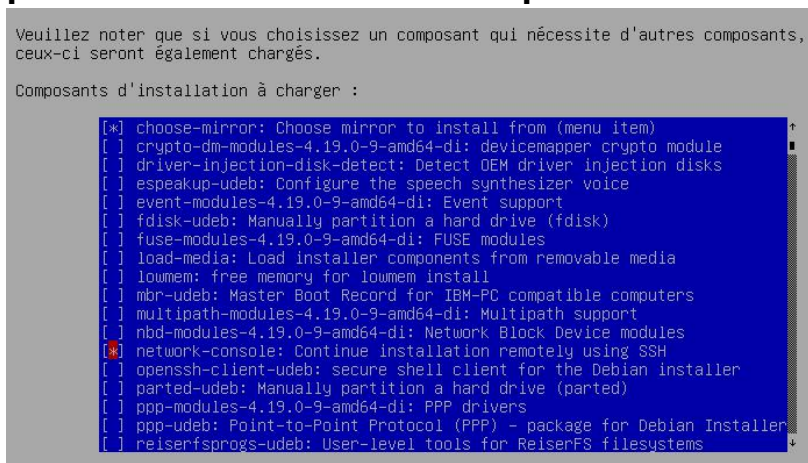 Veuillez noter que si vous choisissez un composant qui nécessite d'autres composants,
ceux-ci seront également chargés.
Composants d'installation à charger :
[*] choose-mirror: Choose mirror to install from (menu item)
[ ] crypto-dm-modules-4.19.0-9-amd64-di: devicemapper crypto module
[ ] driver-injection-disk-detect: Detect OEM driver injection disks
[ ] espeakup-udeb: Configure the speech synthesizer voice
[ ] event-modules-4.19.0-9-amd64-di: Event support
[ ] fdisk-udeb: Manually partition a hard drive (fdisk)
[ ] fuse-modules-4.19.0-9-amd64-di: FUSE modules
[ ] load-media: Load installer components from removable media
[ ] lowmem: free memory for lowmem install
[ ] mbr-udeb: Master Boot Record for IBM-PC compatible computers
[ ] multipath-modules-4.19.0-9-amd64-di: Multipath support
[ ] nbd-modules-4.19.0-9-amd64-di: Network Block Device modules
[*] network-console: Continue installation remotely using SSH
[ ] openssh-client-udeb: secure shell client for the Debian installer
[ ] parted-udeb: Manually partition a hard drive (parted)
[ ] ppp-modules-4.19.0-9-amd64-di: PPP drivers
[ ] ppp-udeb: Point-to-Point Protocol (PPP) - package for Debian Installer
[ ] reiserfsprogs-udeb: User-level tools for ReiserFS filesystems